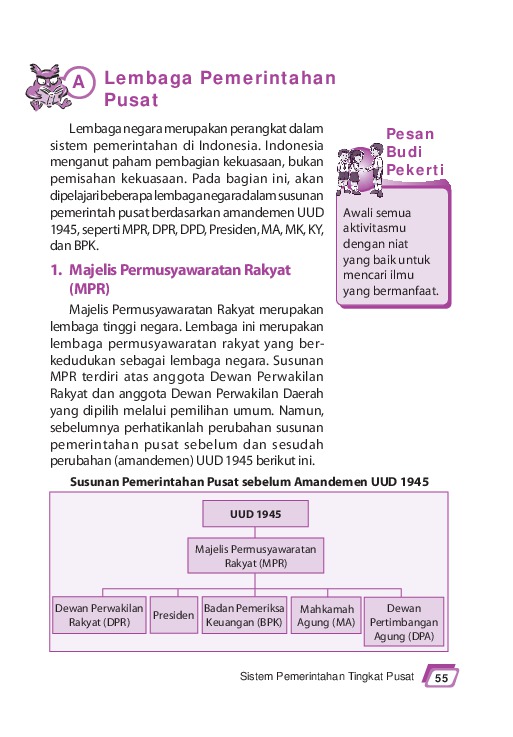 A
Lembaga Pemerintahan
Pusat
Lembaga negara merupakan perangkat dalam
sistem pemerintahan di Indonesia. Indonesia
menganut paham pembagian kekuasaan, bukan
pemisahan kekuasaan. Pada bagian ini, akan
dipelajari beberapa lembaga negara dalam susunan
pemerintah pusat berdasarkan amandemen UUD
1945, seperti MPR, DPR, DPD, Presiden, MA, MK, KY,
dan BPK.
1. Majelis Permusyawaratan Rakyat
(MPR)
Majelis Permusyawaratan Rakyat merupakan
lembaga tinggi negara. Lembaga ini merupakan
lembaga permusyawaratan rakyat yang ber-
kedudukan sebagai lembaga negara. Susunan
MPR terdiri atas anggota Dewan Perwakilan
Rakyat dan anggota Dewan Perwakilan Daerah
yang dipilih melalui pemilihan umum. Namun,
sebelumnya perhatikanlah perubahan susunan
pemerintahan pusat sebelum dan sesudah
perubahan (amandemen) UUD 1945 berikut ini.
Pesan
Budi
Pekerti
Awali semua
aktivitasmu
dengan niat
yang baik untuk
mencari ilmu
yang bermanfaat.
Susunan Pemerintahan Pusat sebelum Amandemen UUD 1945
UUD 1945
Majelis Permusyawaratan
Rakyat (MPR)
Dewan Perwakilan
Rakyat (DPR)
Presiden
Badan Pemeriksa
Keuangan (BPK)
Mahkamah
Agung (MA)
Dewan
Pertimbangan
Agung (DPA)
Sistem Pemerintahan Tingkat Pusat
55